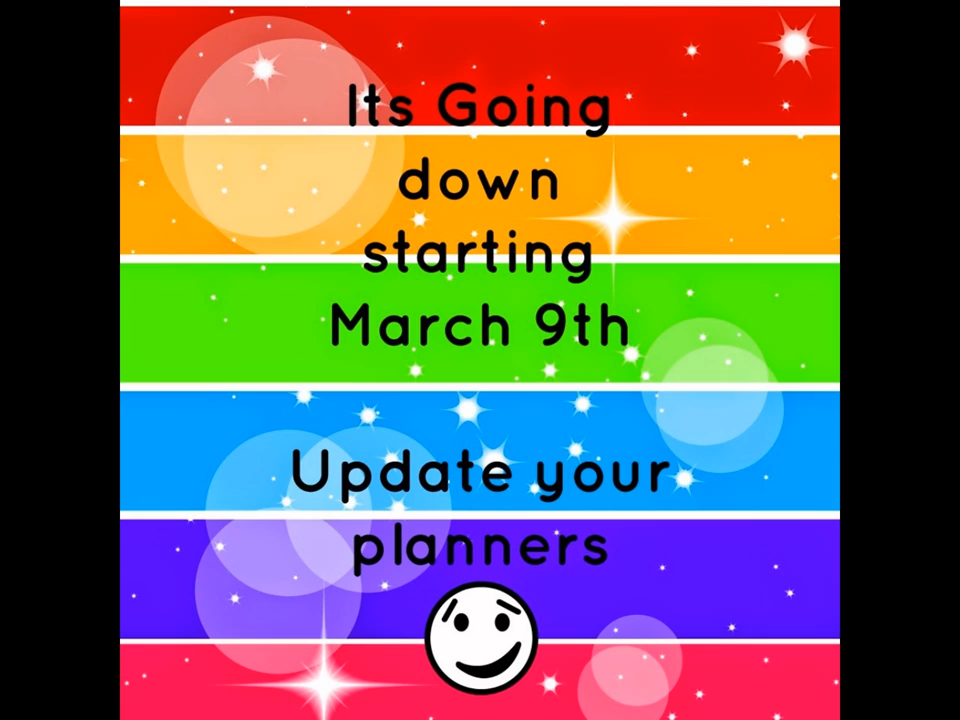 Its Going
down
starting
March 9th
Update your
planners